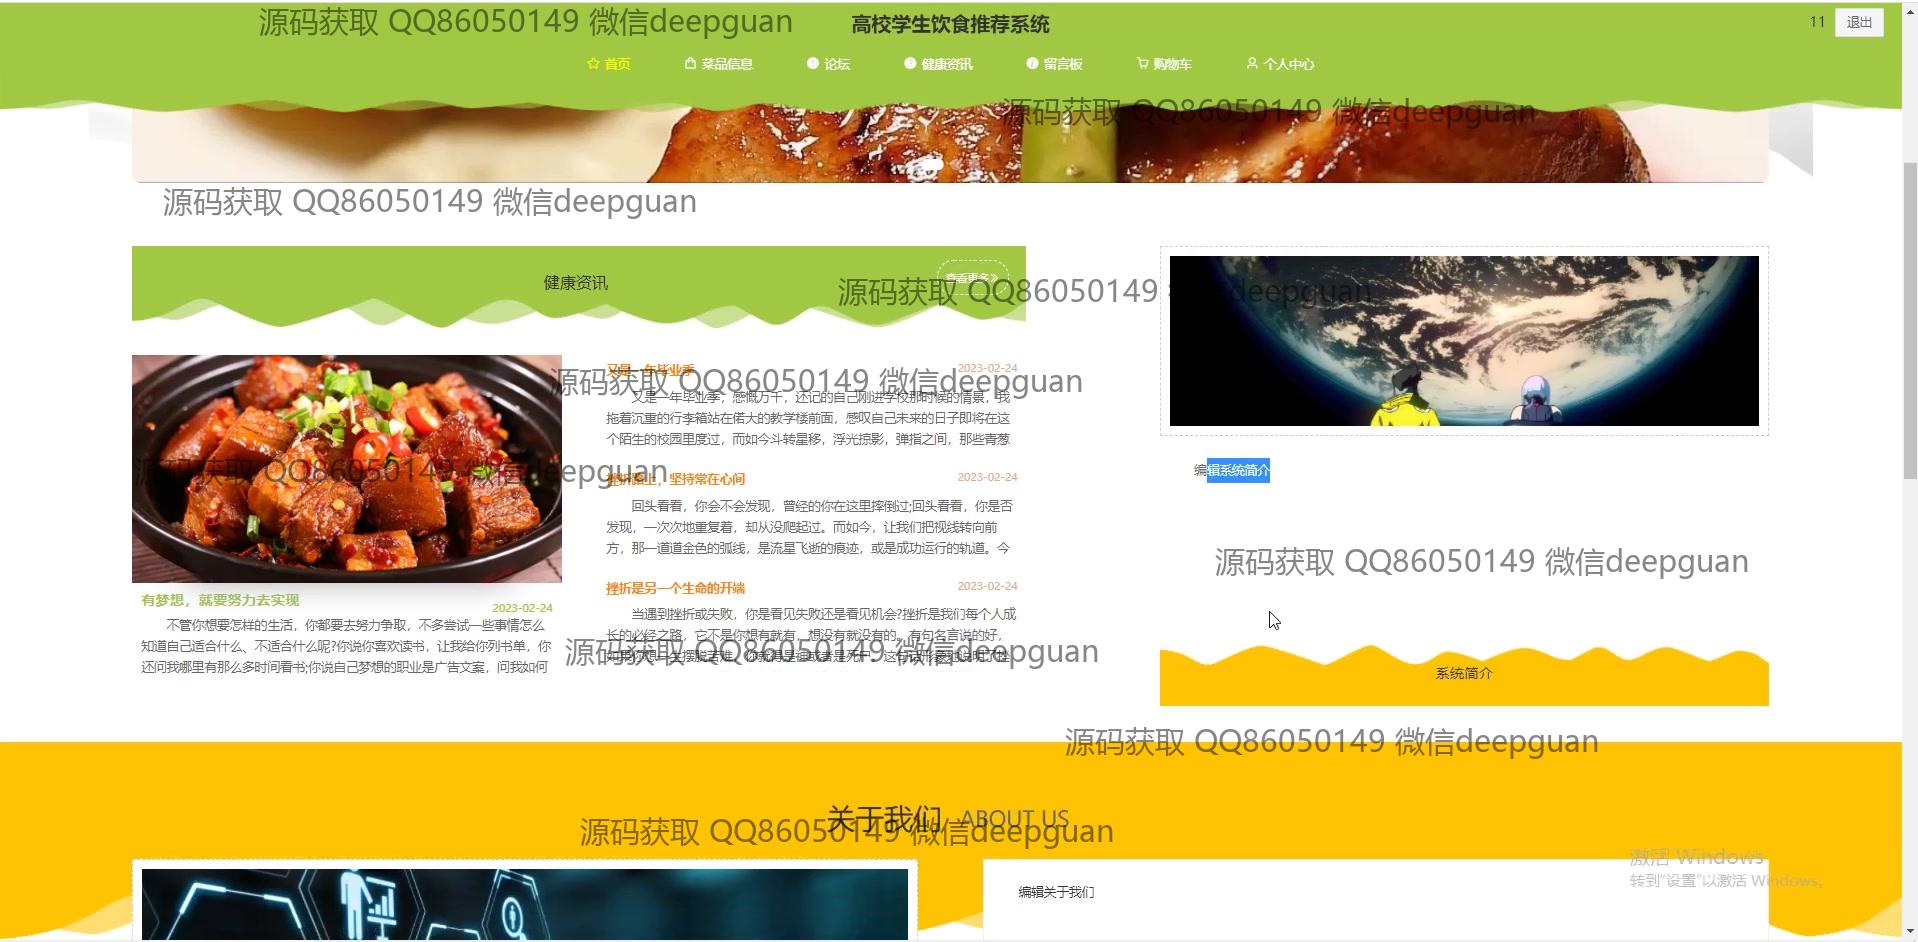 源码获取 QQ86050149 微信deepguan
高校学生饮食推荐系统
11
退出
首页
菜品信息
论坛
健康资讯
留言板
购物车
个人中心
源码获取 QQ86050149 微信deepguan
源码获取 QQ86050149 微信deepguan
健康资讯
查看更多
源码获取 QQ86050149 deepguan
又是一年毕业季
2023-02-24
源码获取 QQ86050149 微信deepguan
又是一年毕业季，感慨万千，还记的自己刚进学校那时候的情景，我
拖着沉重的行李箱站在偌大的教学楼前面，感叹自己未来的日子即将在这
个陌生的校园里度过，而如今斗转星移，浮光掠影，弹指之间，那些青葱
源码获取 QQ86050149 微信deepguan
挫折路上，坚持常在心间
2023-02-24
回头看看，你会不会发现，曾经的你在这里摔倒过;回头看看，你是否
发现，一次次地重复着，却从没爬起过。而如今，让我们把视线转向前
方，那一道道金色的弧线，是流星飞逝的痕迹，或是成功运行的轨道。今
挫折是另一个生命的开端
2023-02-24
当遇到挫折或失败，你是看见失败还是看见机会?挫折是我们每个人成
长的必经之路，它不是你想有就有，想没有就没有的。有句名言说的好，
源码获取 QQ86050149 微信deepguan
有梦想，就要努力去实现
2023-02-24
不管你想要怎样的生活，你都要去努力争取，不多尝试一些事情怎么
知道自己适合什么、不适合什么呢?你说你喜欢读书，让我给你列书单，你
还问我哪里有那么多时间看书;你说自己梦想的职业是广告文案，问我如何
编辑系统简介
源码获取 QQ86050149 微信deepguan
系统简介
源码获取 QQ86050149 微信deepguan
关于我们 ABOUT US
源码获取 QQ86050149 微信deepguan
编辑关于我们
激活 Windows
转到"设置"以激活 Windows。